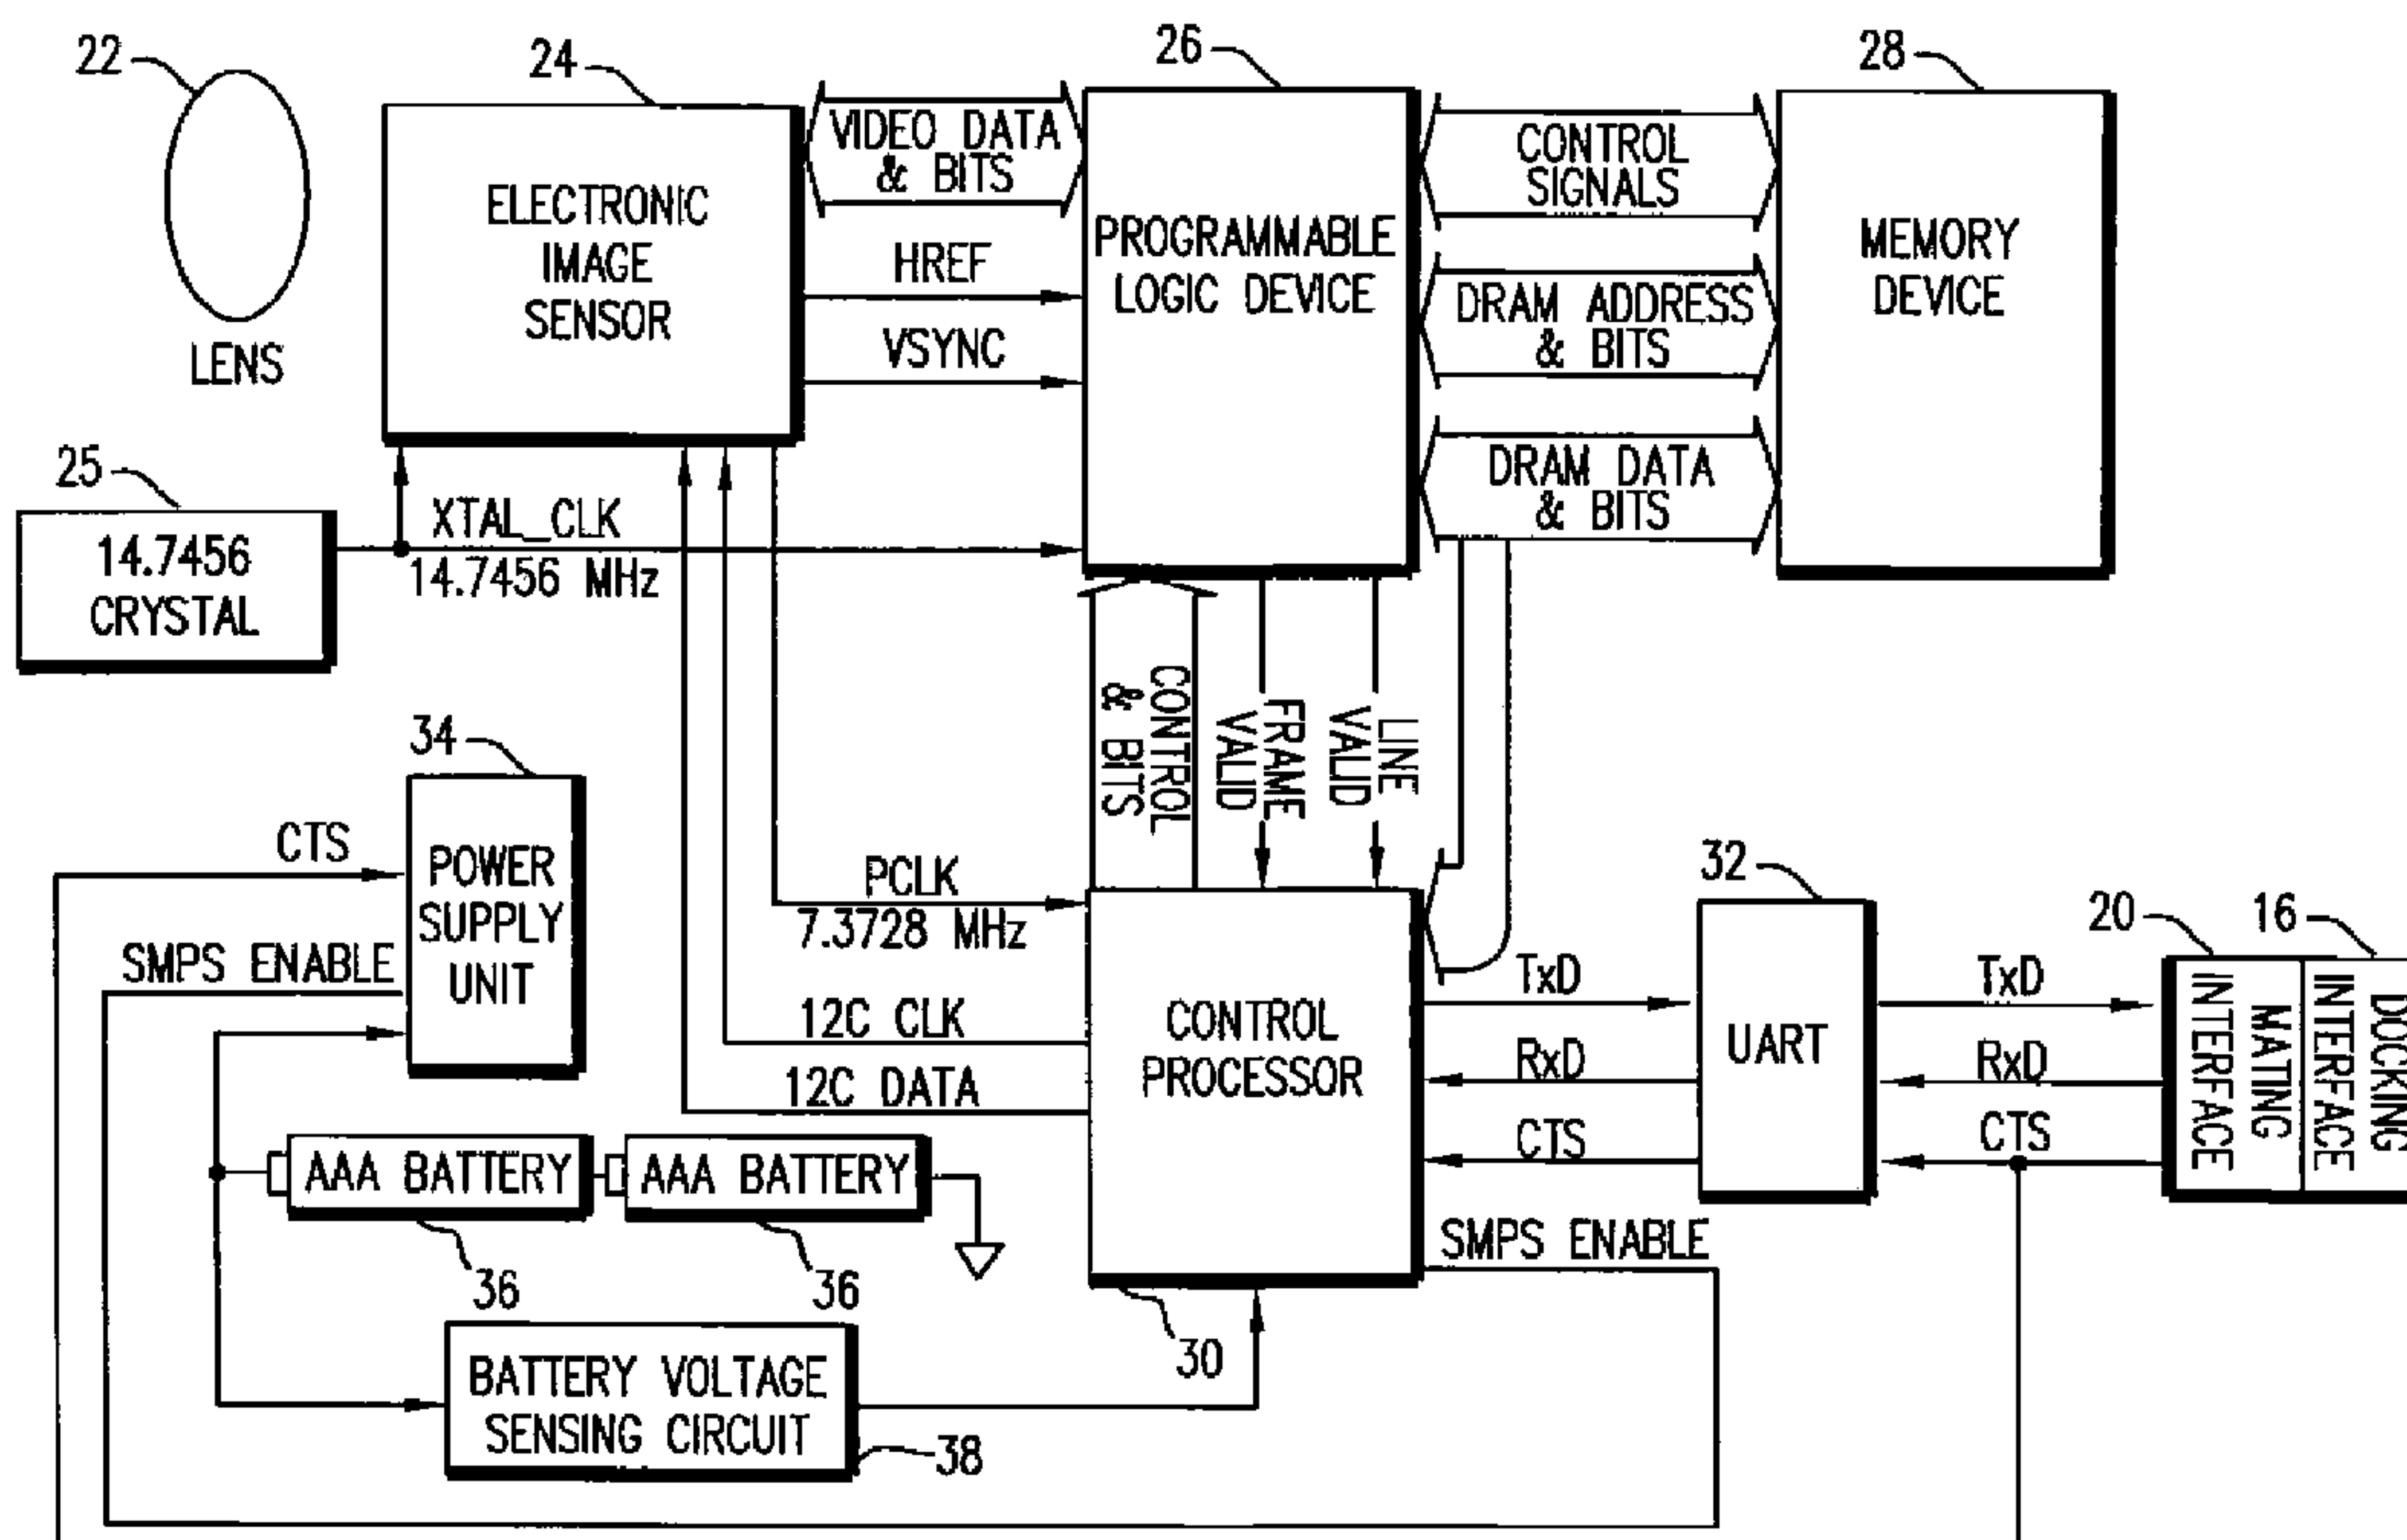 22
24
26
28
VIDEO DATA
& BITS
CONTROL
SIGNALS
ELECTRONIC
IMAGE
SENSOR
HREF
VSYNC
PROGRAMMABLE
LOGIC DEVICE
DRAM ADDRESS
& BITS
MEMORY
DEVICE
LENS
25
DRAM DATA
& BITS
14.7456
CRYSTAL
XTAL_CLK
14.7456 MHz
CONTROL
& BITS
FRAME
VALID
LINE
VALID
34
CTS
POWER
SUPPLY
UNIT
SMPS ENABLE
PCLK
7.3728 MHz
12C CLK
12C DATA
CONTROL
PROCESSOR
32
TxD
RxD
CTS
UART
20
16
TxD
RxD
CTS
MATING
INTERFACE
DOCKING
INTERFACE
AAA BATTERY
AAA BATTERY
36
36
SMPS ENABLE
30
BATTERY VOLTAGE
SENSING CIRCUIT
38